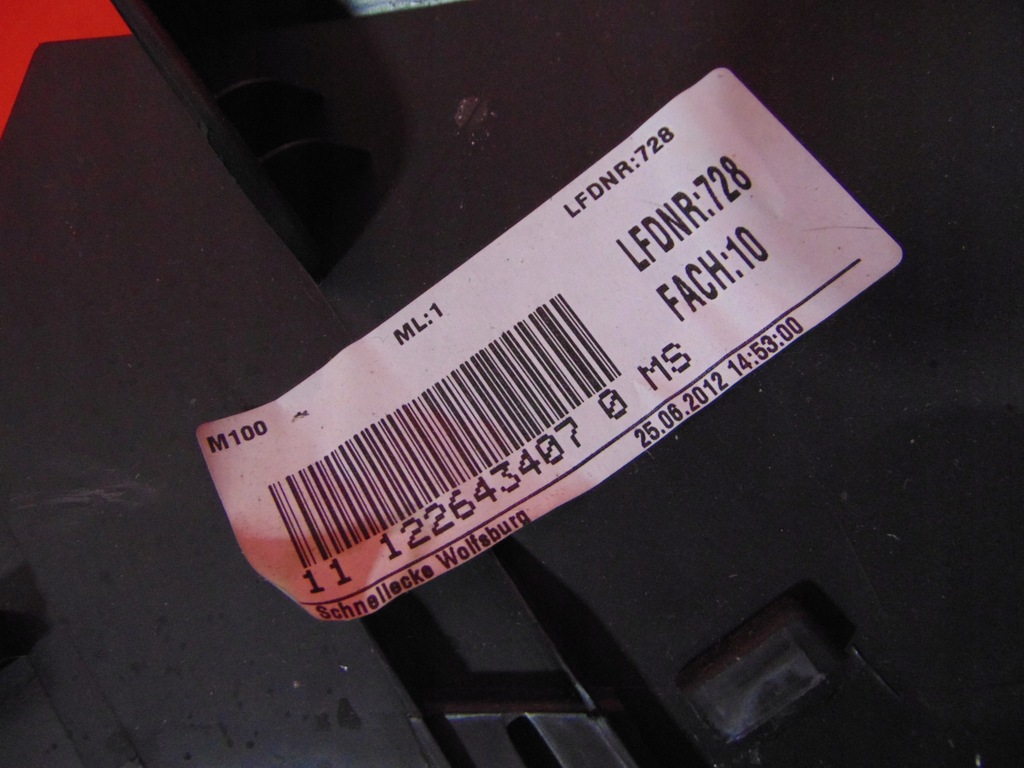 M100
ML:1
LFDNR:728
LFDNR:728
FACH:10
11 1226433407 0 MS
Schnellecke Wolfsburg
25.06.2012 14:53:00